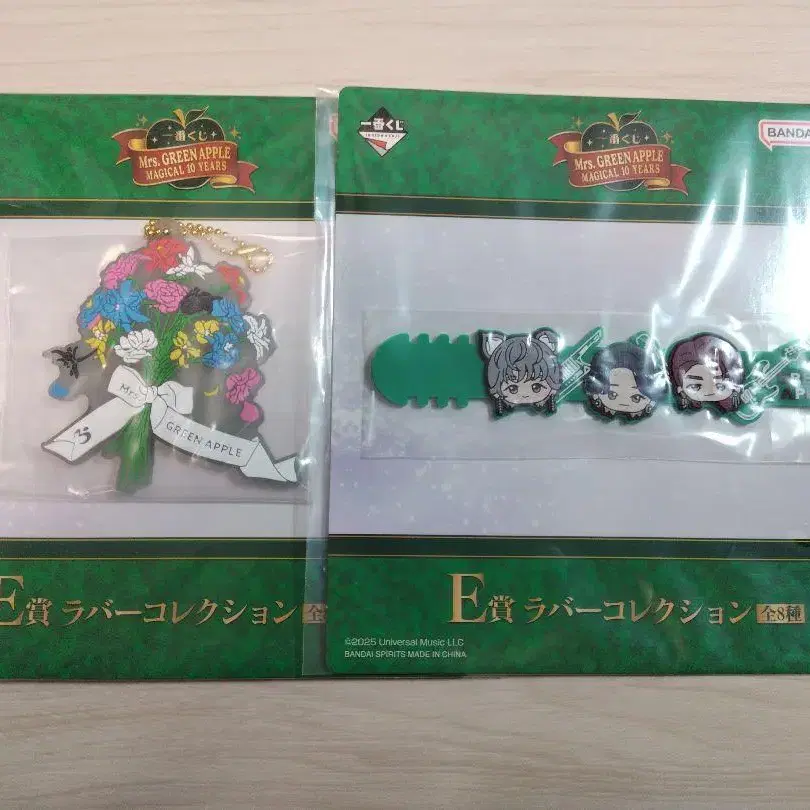 一番くじ
Mrs. GREEN APPLE
MAGICAL 10 YEARS
Mrs.
GREEN APPLE
E賞 ラバーコレクション 全
一番くじ
一番くじ
Mrs. GREEN APPLE
MAGICAL 10 YEARS
BANDA
E賞 ラバーコレクション 全8種
©2025 Universal Music LLC
BANDAI SPIRITS MADE IN CHINA